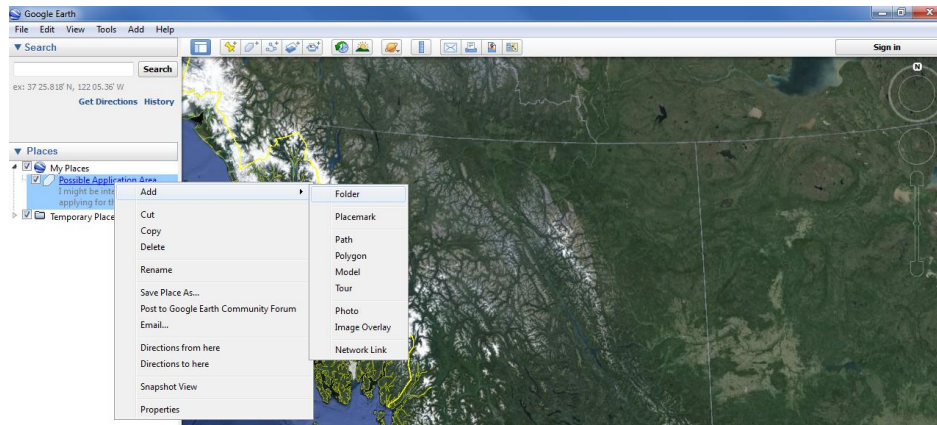 Google Earth
File Edit View Tools Add Help
Search
Sign in
Search
ex: 37 25.818' N, 122 05.36' W
Get Directions History
N
Places
My Places
Possible Application Area
I might be inte
applying for th
Temporary Place
Add
Cut
Copy
Delete
Rename
Save Place As...
Post to Google Earth Community Forum
Email...
Directions from here
Directions to here
Snapshot View
Properties
Folder
Placemark
Path
Polygon
Model
Tour
Photo
Image Overlay
Network Link